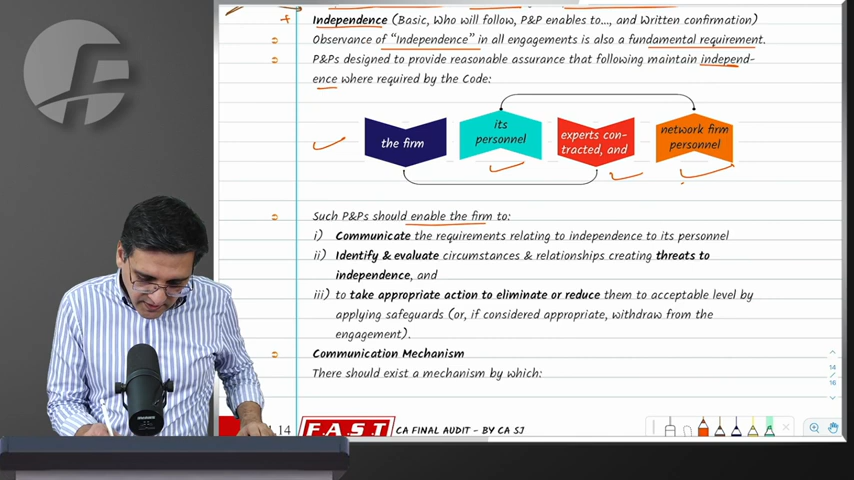 Independence (Basic, Who will follow, P&P enables to..., and Written confirmation)
Observance of "Independence" in all engagements is also a fundamental requirement.
P&Ps designed to provide reasonable assurance that following maintain independ-
ence where required by the Code:
the firm
its
personnel
experts con-
tracted, and
network firm
personnel
Such P&Ps should enable the firm to:
i) Communicate the requirements relating to independence to its personnel
ii) Identify & evaluate circumstances & relationships creating threats to
independence, and
iii) to take appropriate action to eliminate or reduce them to acceptable level by
applying safeguards (or, if considered appropriate, withdraw from the
engagement).
Communication Mechanism
There should exist a mechanism by which:
14
/
16
.14
F.A.S.T
CA FINAL AUDIT - BY CA SJ